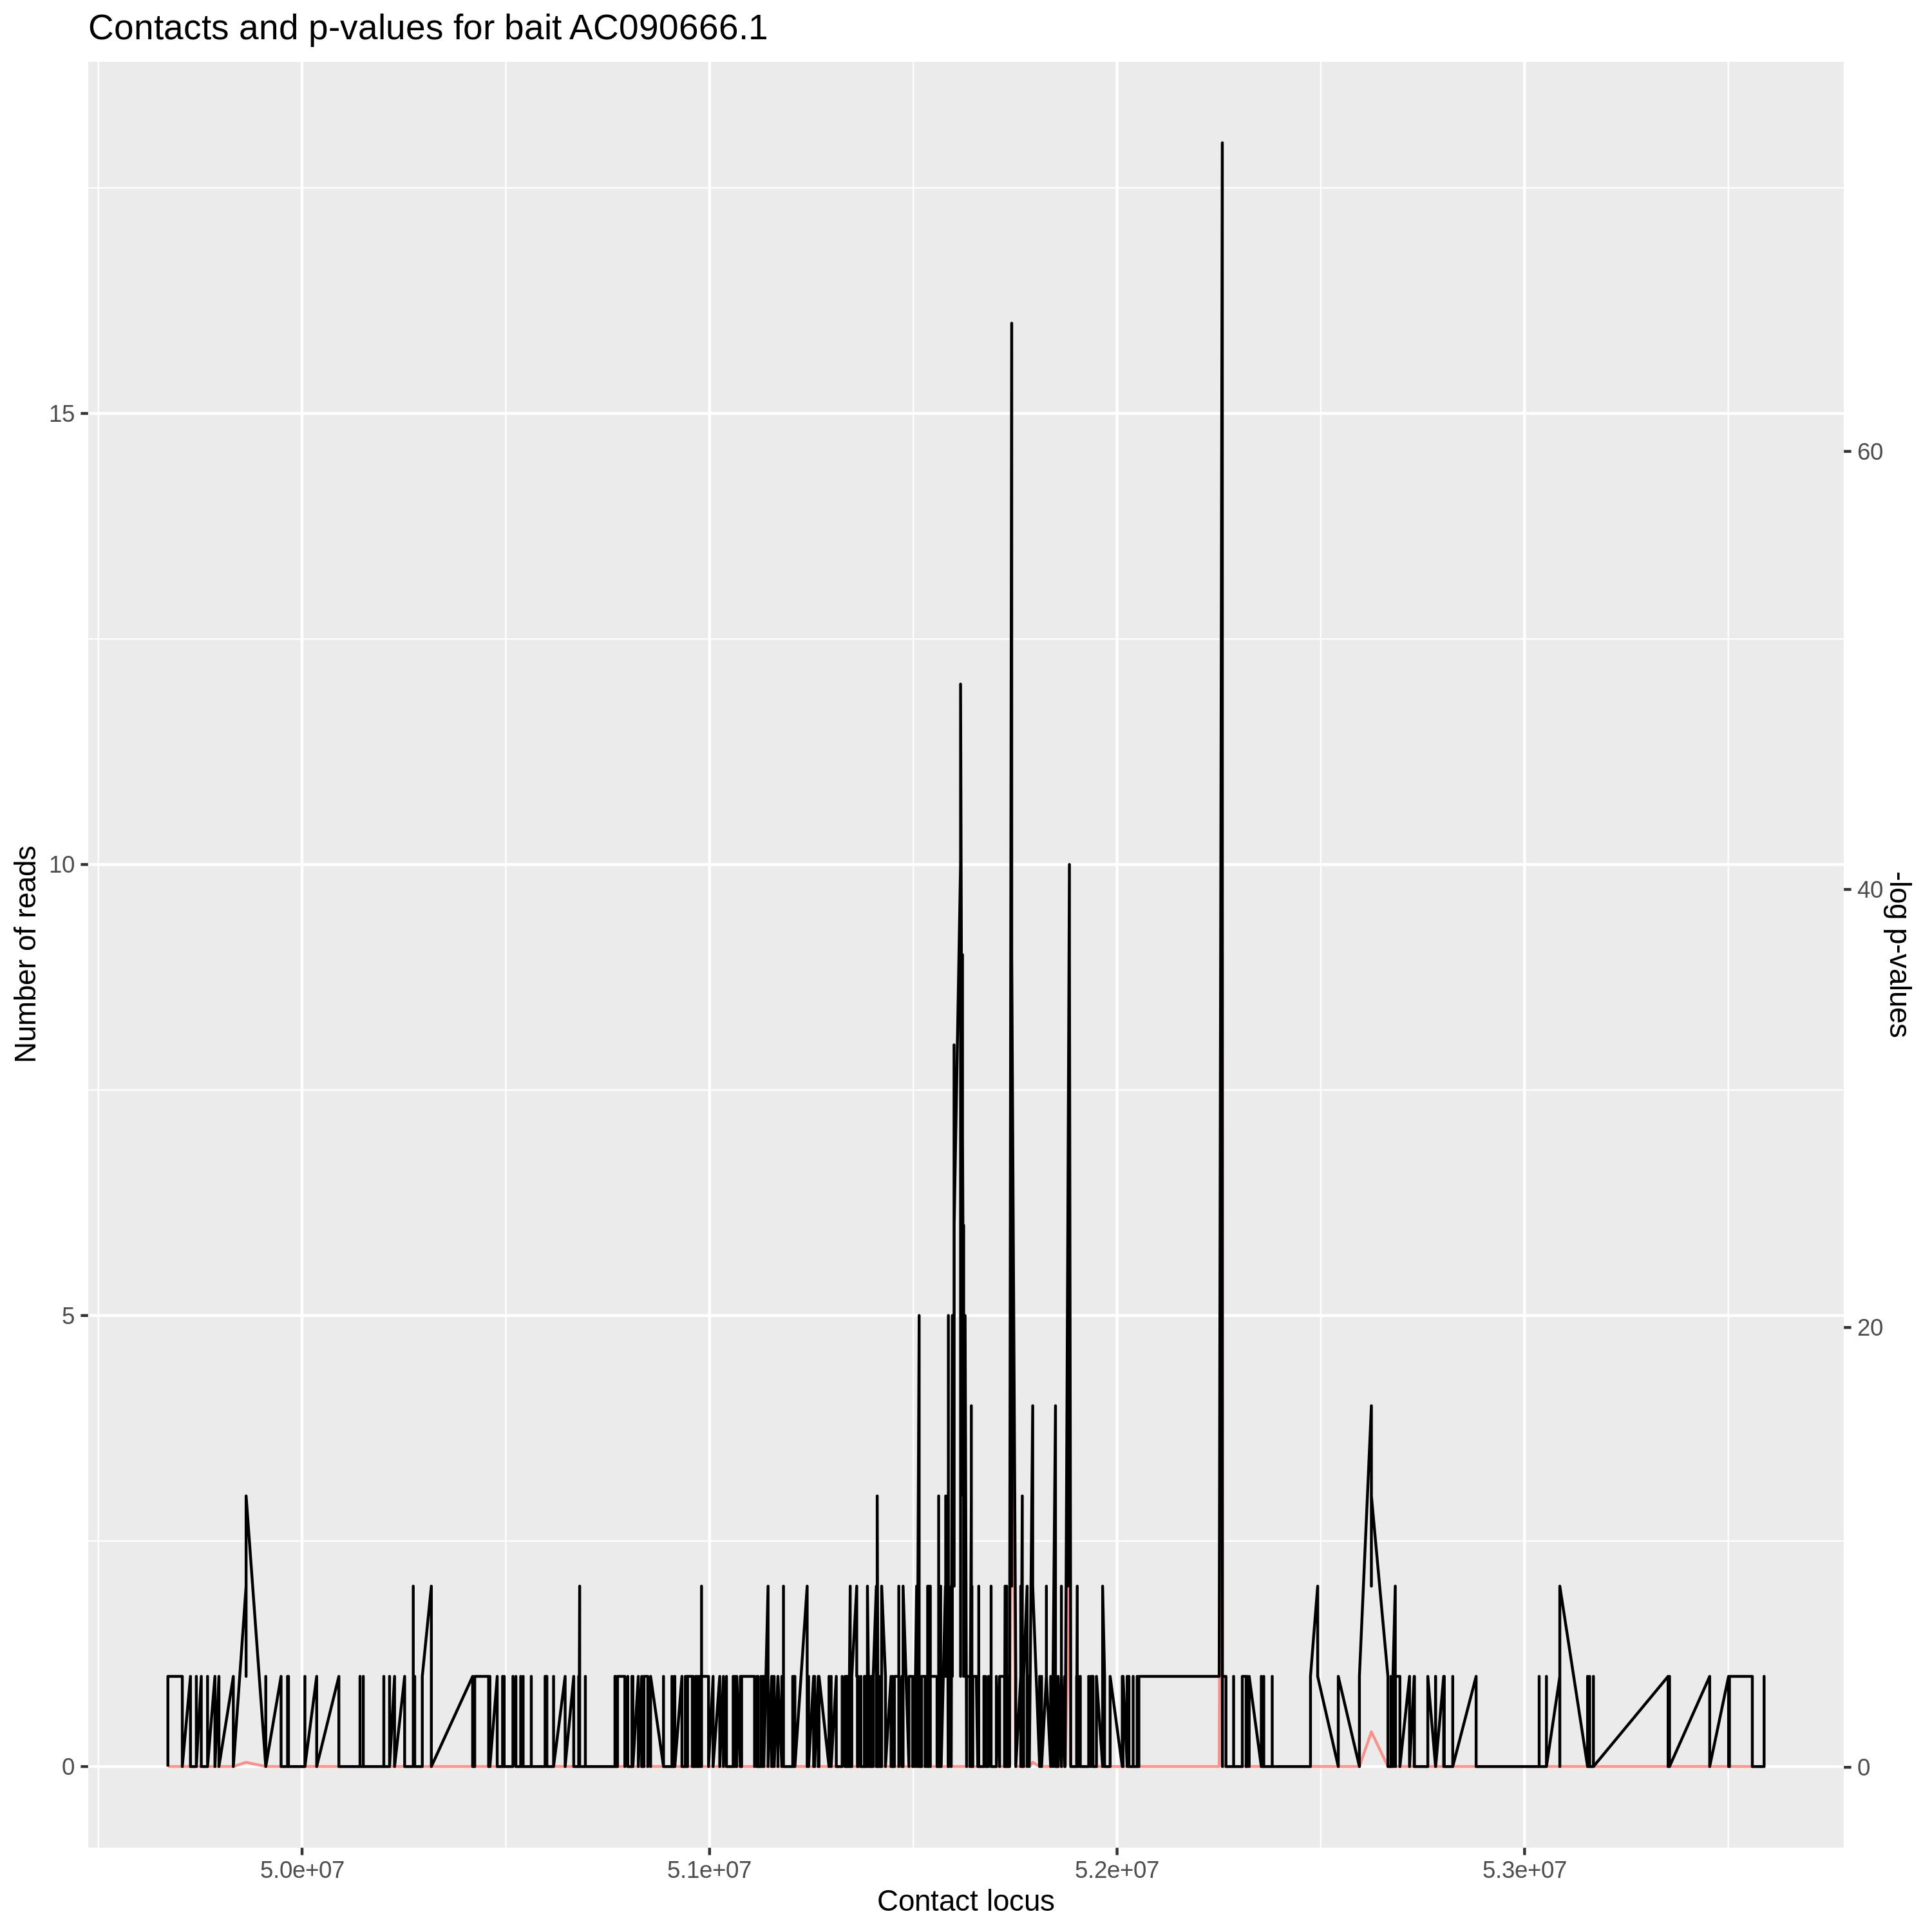 Contacts and p-values for bait AC090666.1
15
10
5
0
Number of reads
60
40
20
0
-log p-values
5.0e+07 5.1e+07 5.2e+07 5.3e+07
Contact locus